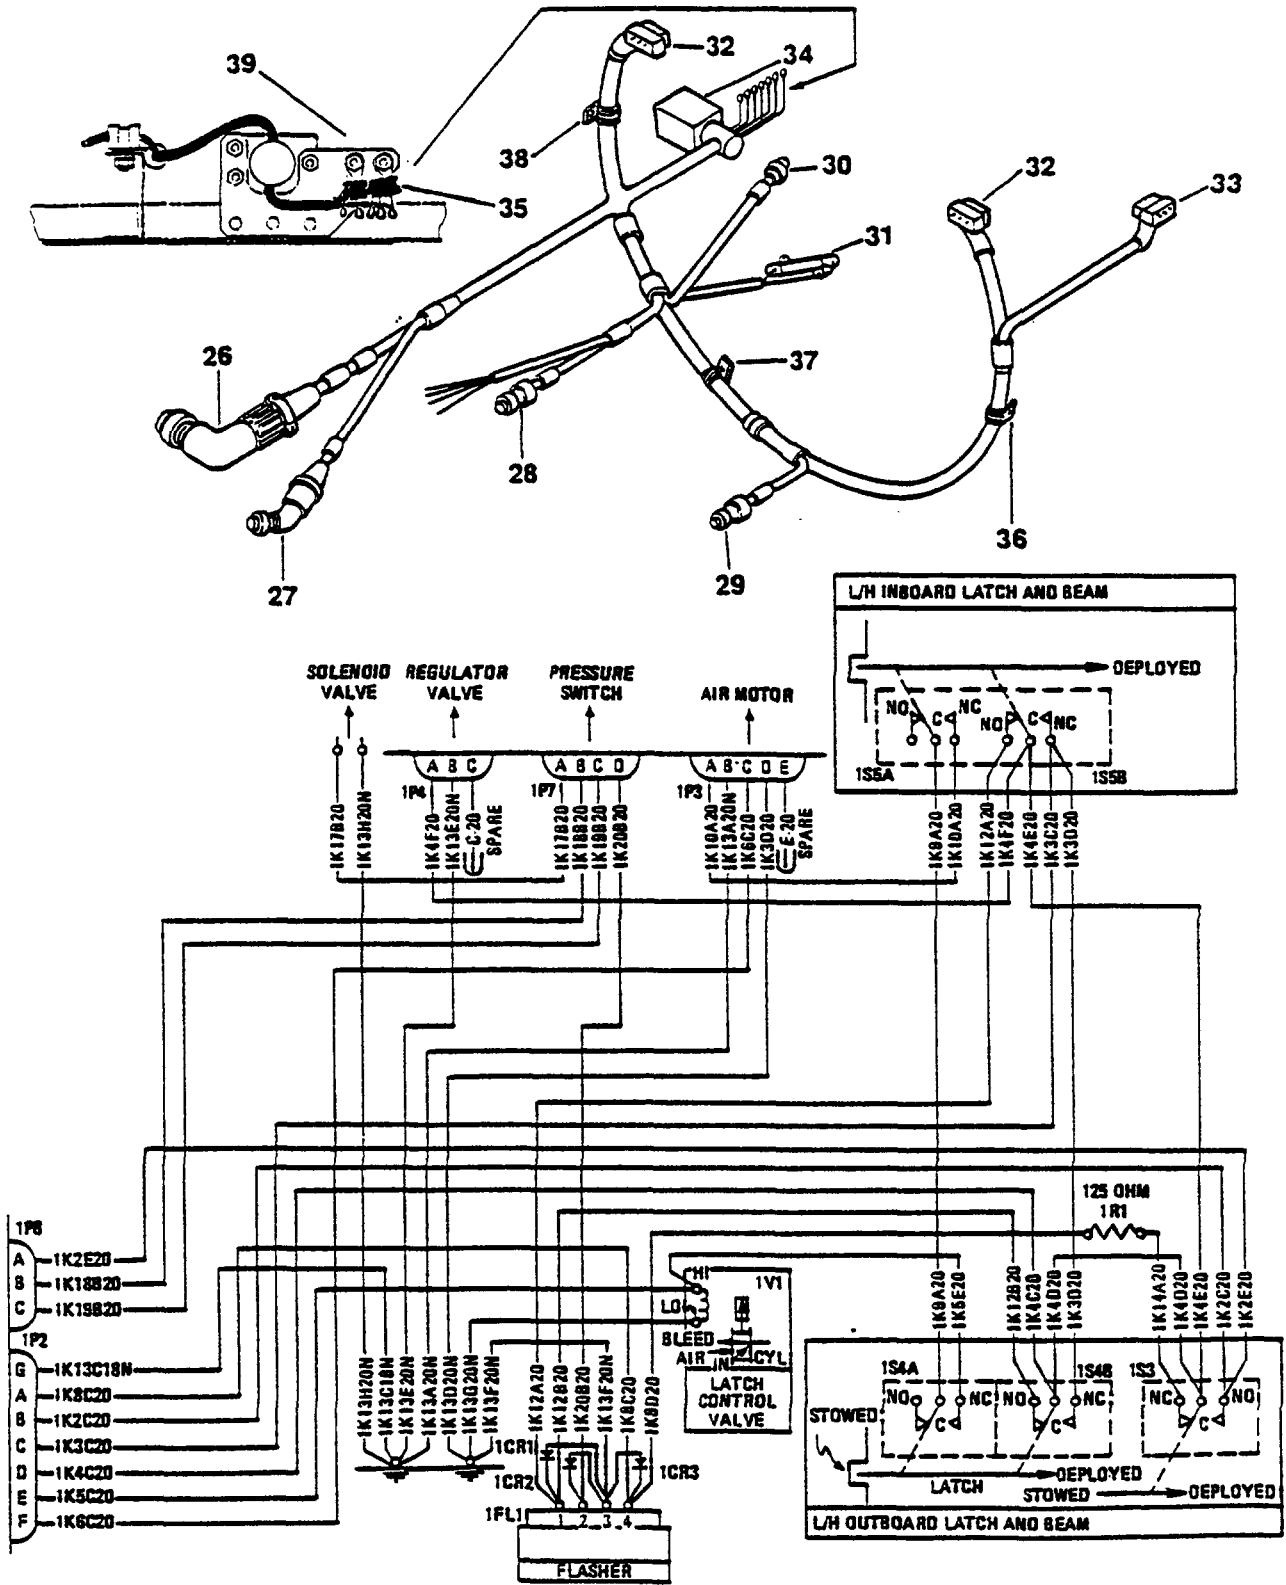 32
34
39
38
30
32
33
35
31
26
37
28
36
27
29
L/H INBOARD LATCH AND BEAM
DEPLOYED
NO C NC
NO C NC
1S5A
1S5B
SOLENOID VALVE
REGULATOR VALVE
PRESSURE SWITCH
AIR MOTOR
A B C
A B C D
A B C D E
1P4
1P7
1P3
1K17B20
1K13H20N
1K4F20
1K13E20N
C-20
SPARE
1K17B20
1K18B20
1K19B20
1K20B20
1K10A20
1K13A20N
1K6C20
1K3D20
E-20
SPARE
1K9A20
1K10A20
1K12A20
1K4F20
1K4E20
1K3C20
1K3D20
125 OHM
1R1
1P8
A 1K2E20
B 1K18B20
C 1K19B20
1P2
G 1K13C18N
A 1K8C20
B 1K2C20
C 1K3C20
D 1K4C20
E 1K5C20
F 1K6C20
HI
1V1
LO
BLEED
AIR IN CYL
LATCH CONTROL VALVE
1K9A20
1K5E20
1K12B20
1K4C20
1K4D20
1K3D20
1K14A20
1K4D20
1K4E20
1K2C20
1K2E20
1K13H20N
1K13C18N
1K13E20N
1K13A20N
1K13D20N
1K13G20N
1K13F20N
1K12A20
1K12B20
1K20B20
1K13F20N
1K8C20
1K8D20
1CR1
1CR2
1CR3
1FL1
1 2 3 4
FLASHER
1S4A
1S4B
1S3
NO C NC
NO C NC
NC C NO
STOWED
LATCH
DEPLOYED
STOWED
DEPLOYED
L/H OUTBOARD LATCH AND BEAM